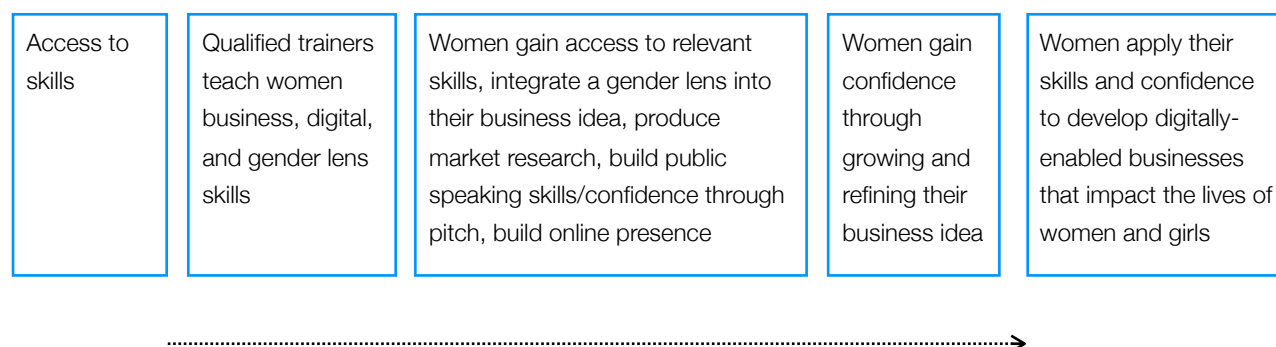 Access to
skills
Qualified trainers
teach women
business, digital,
and gender lens
skills
Women gain access to relevant
skills, integrate a gender lens into
their business idea, produce
market research, build public
speaking skills/confidence through
pitch, build online presence
Women gain
confidence
through
growing and
refining their
business idea
Women apply their
skills and confidence
to develop digitally-
enabled businesses
that impact the lives of
women and girls